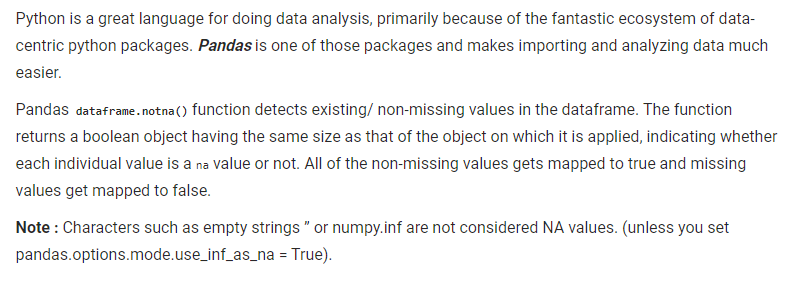 Python is a great language for doing data analysis, primarily because of the fantastic ecosystem of data-
centric python packages. Pandas is one of those packages and makes importing and analyzing data much
easier.
Pandas dataframe.notna() function detects existing/ non-missing values in the dataframe. The function
returns a boolean object having the same size as that of the object on which it is applied, indicating whether
each individual value is a na value or not. All of the non-missing values gets mapped to true and missing
values get mapped to false.
Note : Characters such as empty strings ” or numpy.inf are not considered NA values. (unless you set
pandas.options.mode.use_inf_as_na = True).